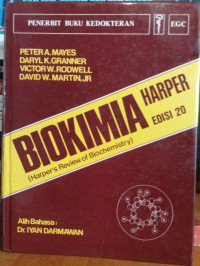 PENERBIT BUKU KEDOKTERAN
EGC
PETER A. MAYES
DARYL K. GRANNER
VICTOR W. RODWELL
DAVID W. MARTIN, JR
BIOKIMIA
HARPER
EDISI 20
(Harper's Review of Biochemistry)
Alih Bahasa :
Dr. IYAN DARMAWAN